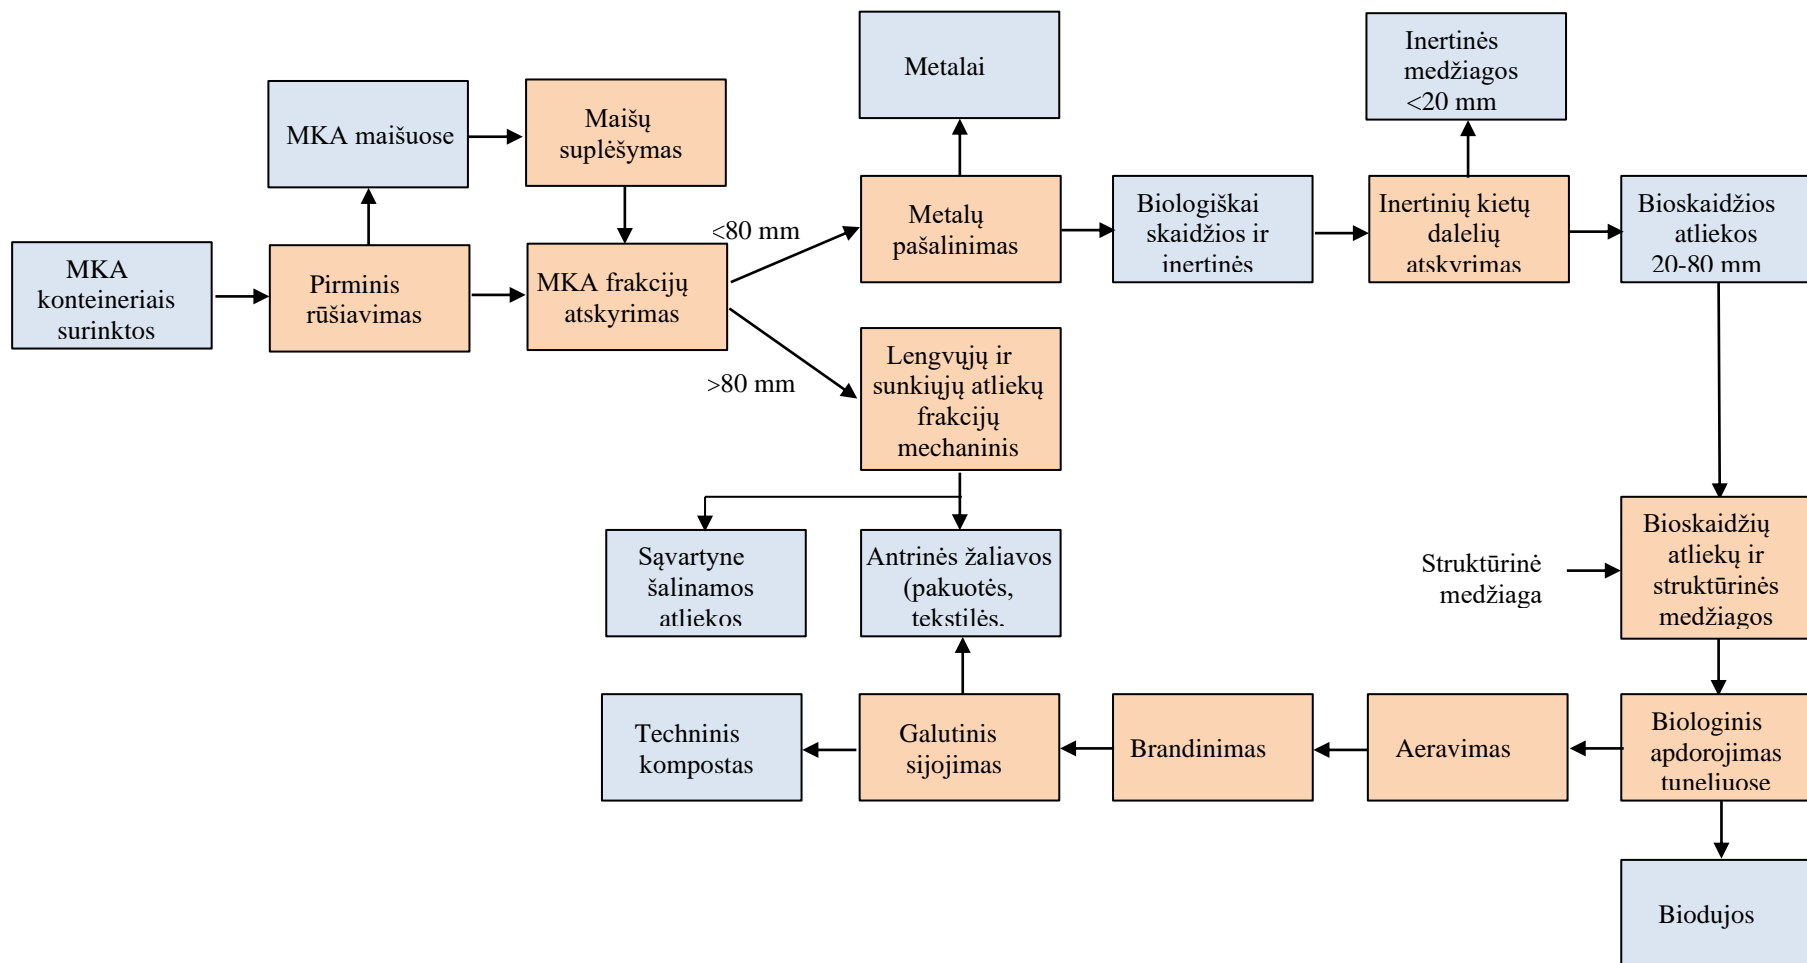 Metalai
Inertinės
medžiagos
<20 mm
MKA maišuose
Maišų
suplėšymas
MKA
konteineriais
surinktos
Pirminis
rūšiavimas
MKA frakcijų
atskyrimas
<80 mm
>80 mm
Metalų
pašalinimas
Biologiškai
skaidžios ir
inertinės
Inertinių kietų
dalelių
atskyrimas
Bioskaidžios
atliekos
20-80 mm
Lengvųjų ir
sunkiųjų atliekų
frakcijų
mechaninis
Sąvartyne
šalinamos
atliekos
Antrinės žaliavos
(pakuotės,
tekstilės,
Struktūrinė
medžiaga
Bioskaidžių
atliekų ir
struktūrinės
medžiagos
Techninis
kompostas
Galutinis
sijojimas
Brandinimas
Aeravimas
Biologinis
apdorojimas
tuneliuose
Biodujos